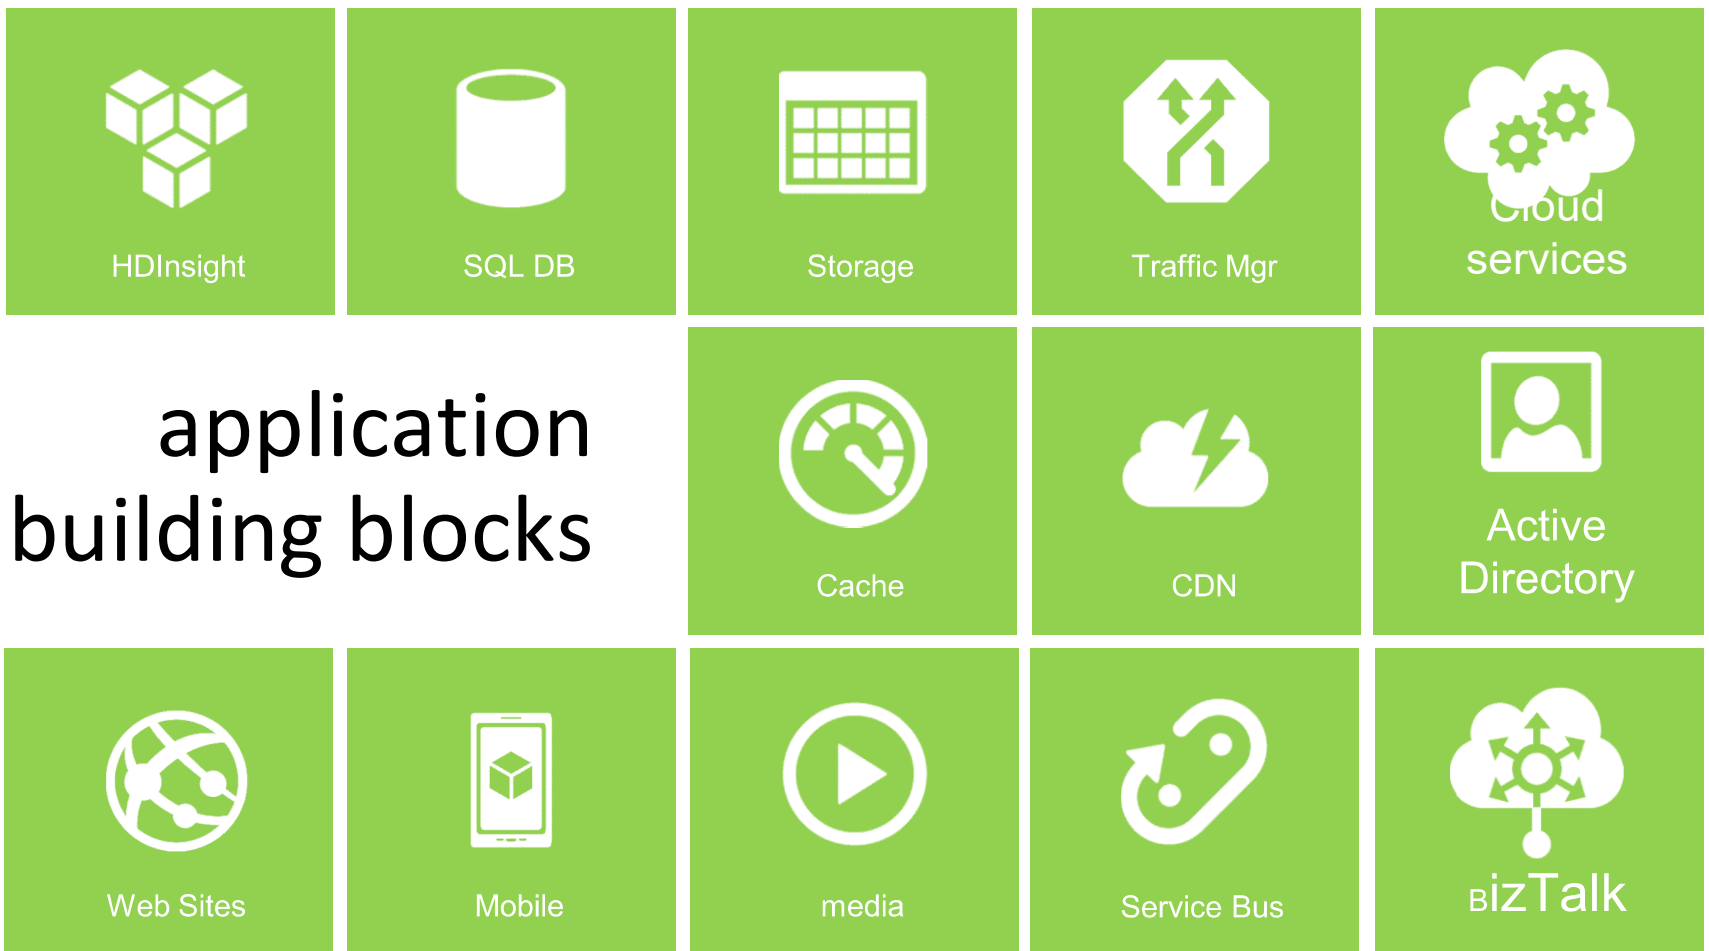 HDInsight
SQL DB
Storage
Traffic Mgr
Cloud
services
application
building blocks
Cache
CDN
Active
Directory
Web Sites
Mobile
media
Service Bus
BizTalk